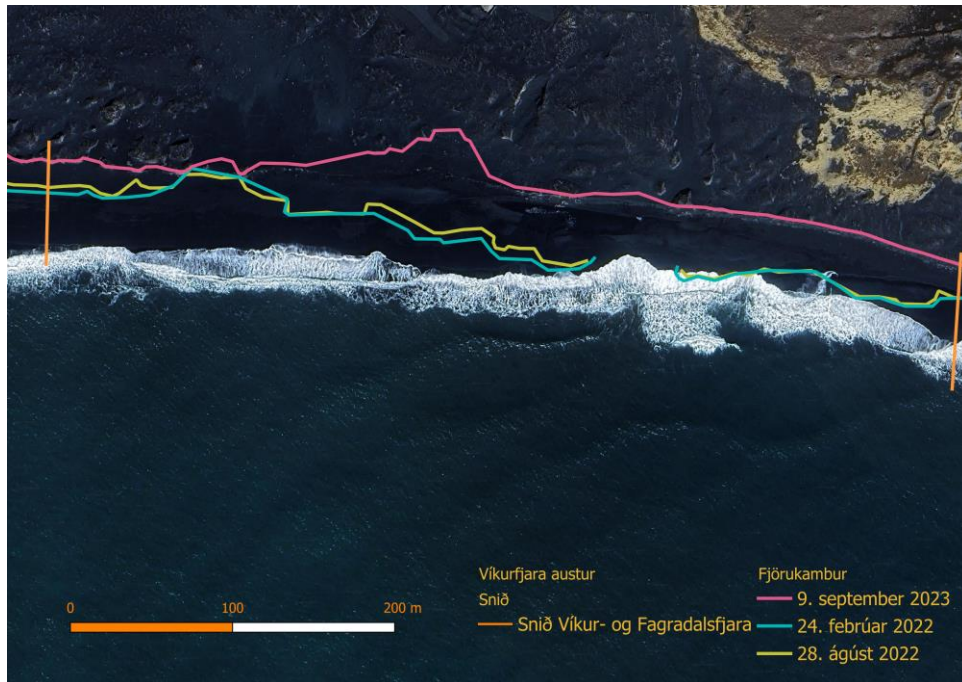 0 100 200 m
Víkurfjara austur
Snið
Snið Víkur- og Fagradalsfjara
Fjörukambur
9. september 2023
24. febrúar 2022
28. ágúst 2022